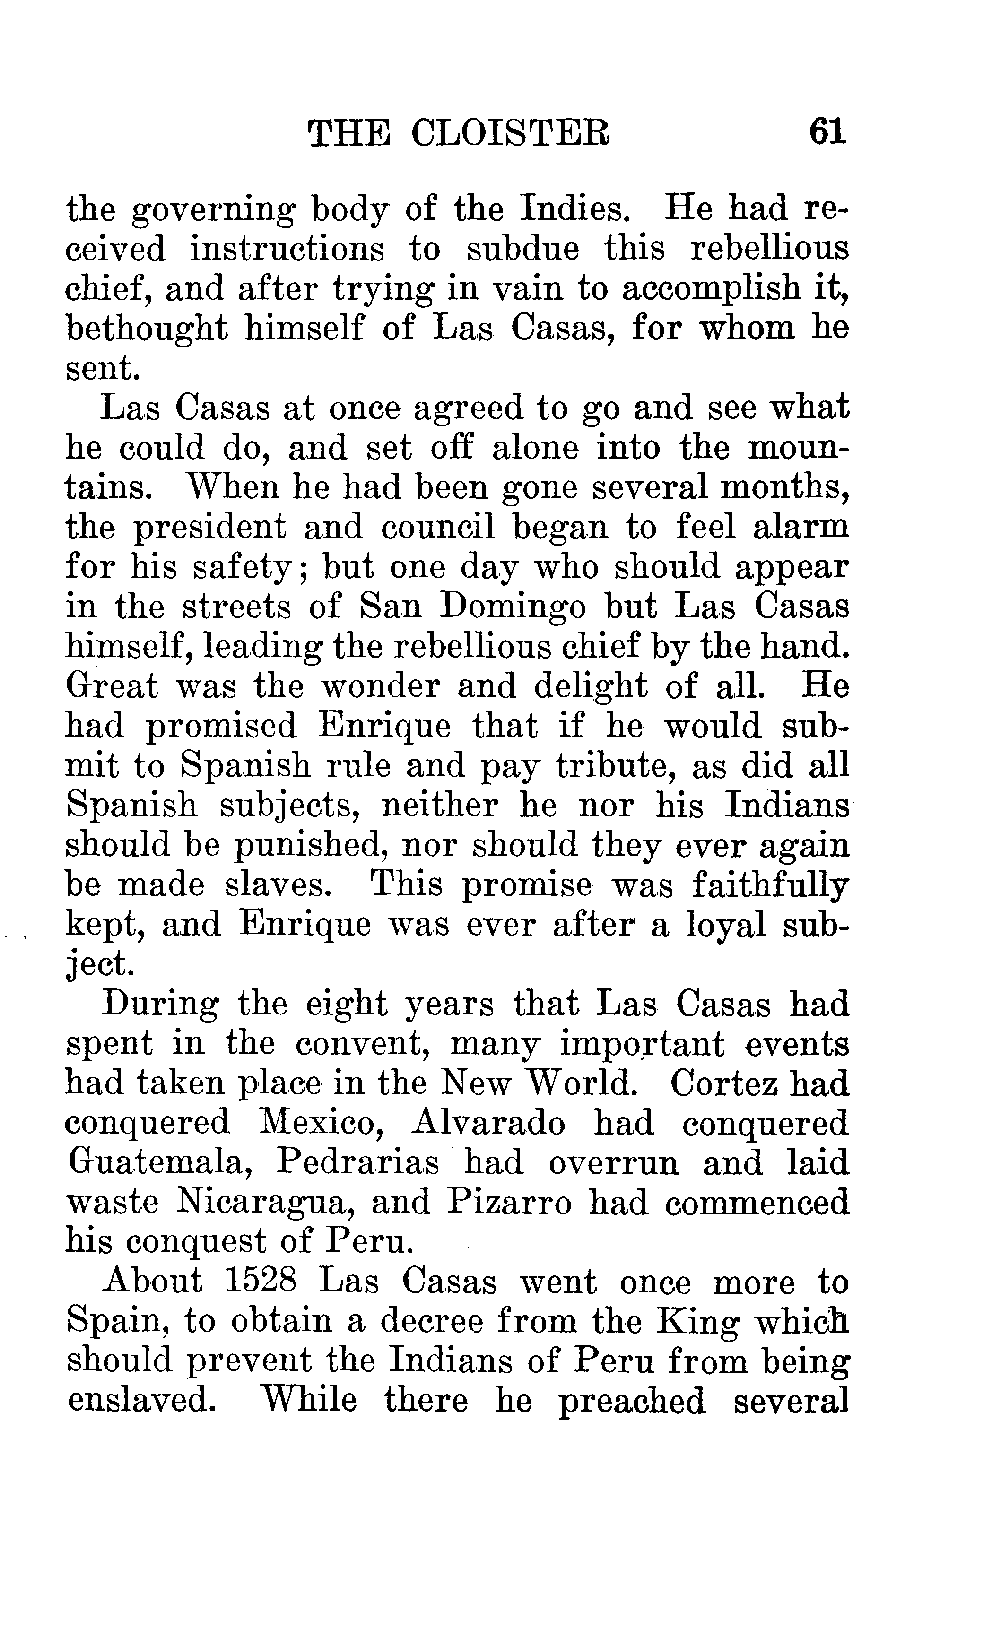 THE CLOISTER 61
the governing body of the Indies. He had re-
ceived instructions to subdue this rebellious
chief, and after trying in vain to accomplish it,
bethought himself of Las Casas, for whom he
sent.
Las Casas at once agreed to go and see what
he could do, and set off alone into the moun-
tains. When he had been gone several months,
the president and council began to feel alarm
for his safety; but one day who should appear
in the streets of San Domingo but Las Casas
himself, leading the rebellious chief by the hand.
Great was the wonder and delight of all. He
had promised Enrique that if he would sub-
mit to Spanish rule and pay tribute, as did all
Spanish subjects, neither he nor his Indians
should be punished, nor should they ever again
be made slaves. This promise was faithfully
kept, and Enrique was ever after a loyal sub-
ject.
During the eight years that Las Casas had
spent in the convent, many important events
had taken place in the New World. Cortez had
conquered Mexico, Alvarado had conquered
Guatemala, Pedrarias had overrun and laid
waste Nicaragua, and Pizarro had commenced
his conquest of Peru.
About 1528 Las Casas went once more to
Spain, to obtain a decree from the King which
should prevent the Indians of Peru from being
enslaved. While there he preached several